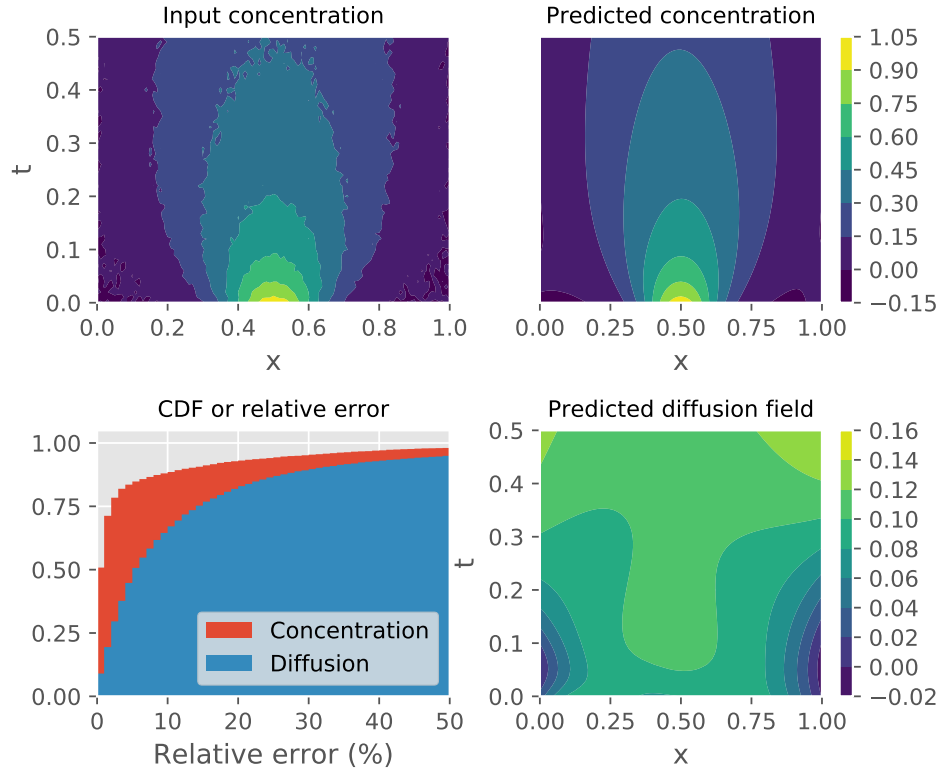 Input concentration
Predicted concentration
0.5
0.4
0.3
0.2
0.1
0.0
t
0.0 0.2 0.4 0.6 0.8 1.0
x
0.00 0.25 0.50 0.75 1.00
x
1.05
0.90
0.75
0.60
0.45
0.30
0.15
0.00
−0.15
CDF or relative error
Predicted diffusion field
1.00
0.75
0.50
0.25
0.00
Concentration
Diffusion
0 10 20 30 40 50
Relative error (%)
0.5
0.4
0.3
0.2
0.1
0.0
t
0.00 0.25 0.50 0.75 1.00
x
0.16
0.14
0.12
0.10
0.08
0.06
0.04
0.02
0.00
−0.02